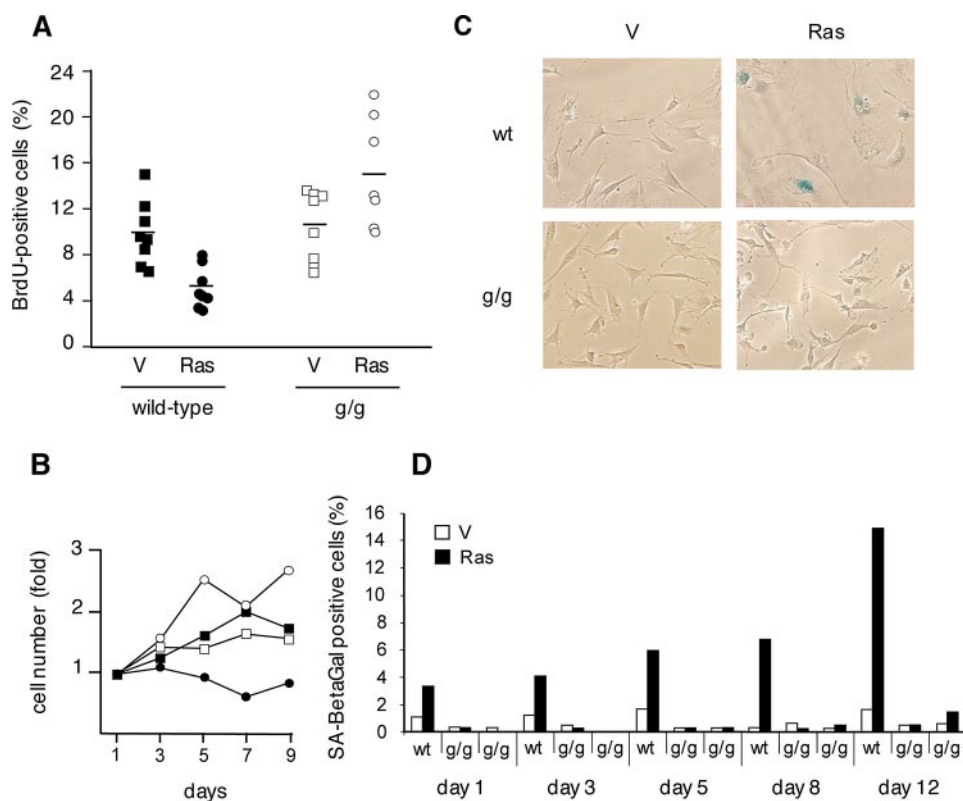 A
BrdU-positive cells (%)
24
20
16
12
8
4
0
V Ras V Ras
wild-type g/g
C
V Ras
wt
g/g
B
cell number (fold)
3
2
1
1 3 5 7 9
days
D
SA-BetaGal positive cells (%)
16
14
12
10
8
6
4
2
0
V
Ras
wt g/g g/g wt g/g g/g wt g/g g/g wt g/g g/g wt g/g g/g
day 1 day 3 day 5 day 8 day 12